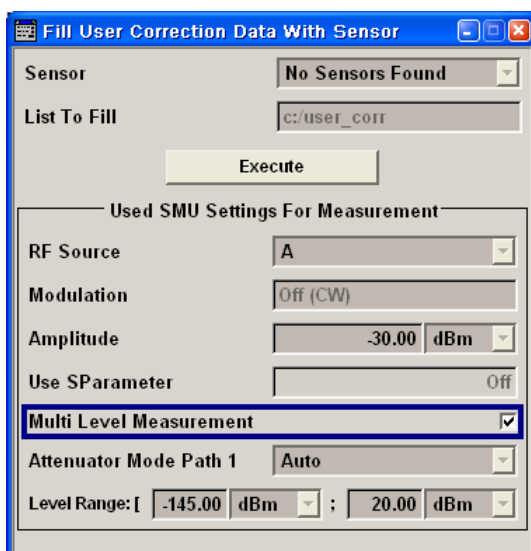 Fill User Correction Data With Sensor
Sensor No Sensors Found
List To Fill c:/user_corr
Execute
Used SMU Settings For Measurement
RF Source A
Modulation Off (CW)
Amplitude -30.00 dBm
Use SParameter Off
Multi Level Measurement
Attenuator Mode Path 1 Auto
Level Range: [ -145.00 dBm ; 20.00 dBm